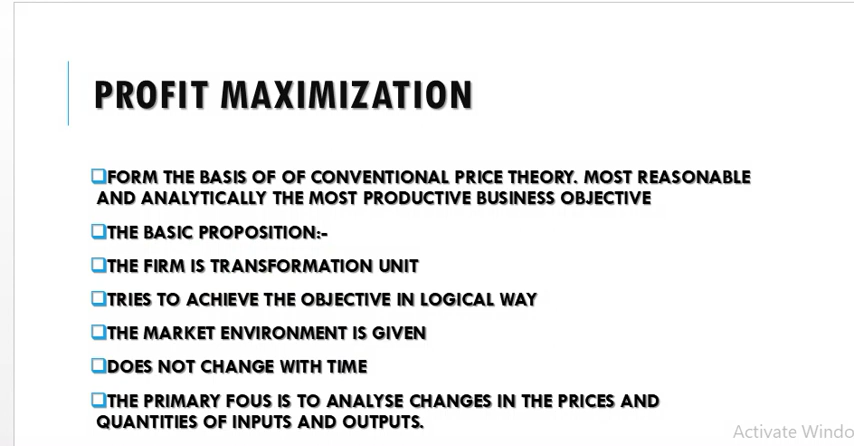 PROFIT MAXIMIZATION
FORM THE BASIS OF OF CONVENTIONAL PRICE THEORY. MOST REASONABLE
AND ANALYTICALLY THE MOST PRODUCTIVE BUSINESS OBJECTIVE
THE BASIC PROPOSITION:-
THE FIRM IS TRANSFORMATION UNIT
TRIES TO ACHIEVE THE OBJECTIVE IN LOGICAL WAY
THE MARKET ENVIRONMENT IS GIVEN
DOES NOT CHANGE WITH TIME
THE PRIMARY FOUS IS TO ANALYSE CHANGES IN THE PRICES AND
QUANTITIES OF INPUTS AND OUTPUTS.
Activate Windo